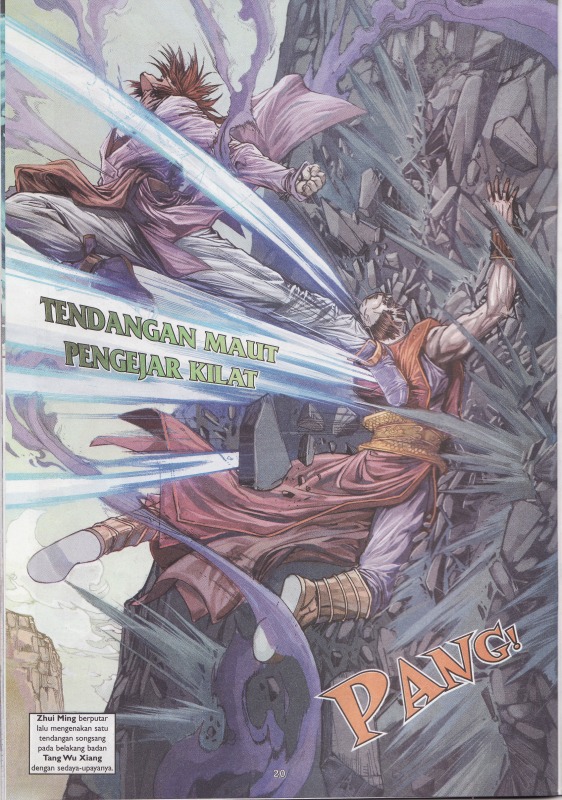 TENDANGAN MAUT
PENGEJAR KILAT
PANG!
Zhui Ming berputar
lalu mengenakan satu
tendangan songsang
pada belakang badan
Tang Wu Xiang
dengan sedaya-upayanya.
20